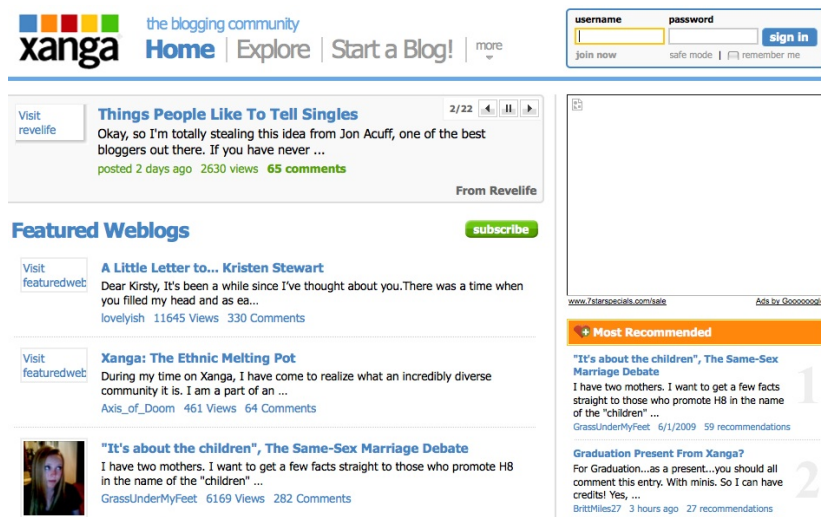 xanga
the blogging community
Home | Explore | Start a Blog! | more
username password
sign in
join now safe mode | remember me
Visit
revelife
Things People Like To Tell Singles
2/22
Okay, so I'm totally stealing this idea from Jon Acuff, one of the best
bloggers out there. If you have never ...
posted 2 days ago 2630 views 65 comments
From Revelife
Featured Weblogs
subscribe
Visit
featuredweb
A Little Letter to... Kristen Stewart
Dear Kirsty, It's been a while since I've thought about you.There was a time when
you filled my head and as ea...
lovelyish 11645 Views 330 Comments
Visit
featuredweb
Xanga: The Ethnic Melting Pot
During my time on Xanga, I have come to realize what an incredibly diverse
community it is. I am a part of an ...
Axis_of_Doom 461 Views 64 Comments
"It's about the children", The Same-Sex Marriage Debate
I have two mothers. I want to get a few facts straight to those who promote H8
in the name of the "children" ...
GrassUnderMyFeet 6169 Views 282 Comments
www.7starspecials.com/sale
Ads by Goooooogl
Most Recommended
"It's about the children", The Same-Sex
Marriage Debate
I have two mothers. I want to get a few facts
straight to those who promote H8 in the name
of the "children" ...
GrassUnderMyFeet 6/1/2009 59 recommendations
1
Graduation Present From Xanga?
For Graduation...as a present...you should all
comment this entry. With minis. So I can have
credits! Yes, ...
BrittMiles27 3 hours ago 27 recommendations
2